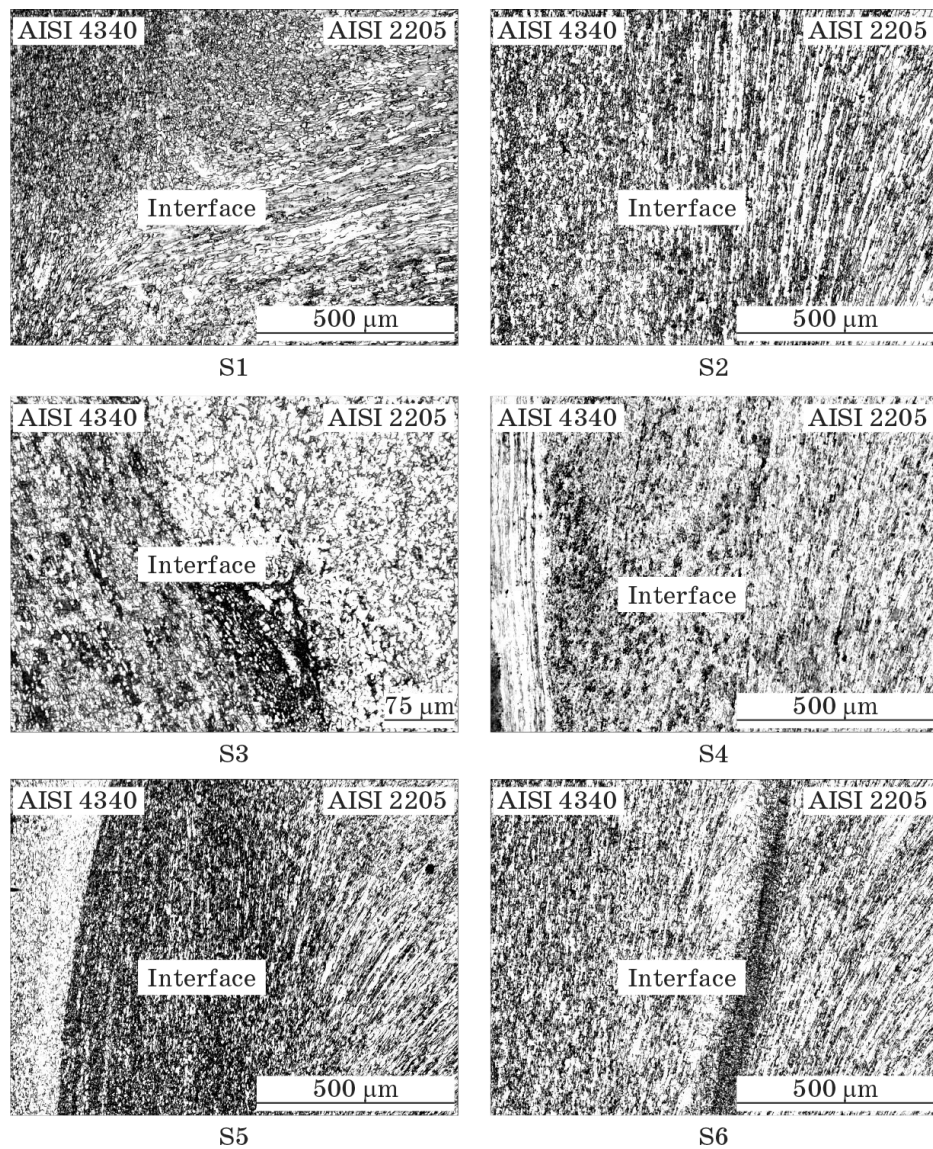 AISI 4340 AISI 2205
Interface
500 µm
S1
AISI 4340 AISI 2205
Interface
500 µm
S2
AISI 4340 AISI 2205
Interface
75 µm
S3
AISI 4340 AISI 2205
Interface
500 µm
S4
AISI 4340 AISI 2205
Interface
500 µm
S5
AISI 4340 AISI 2205
Interface
500 µm
S6